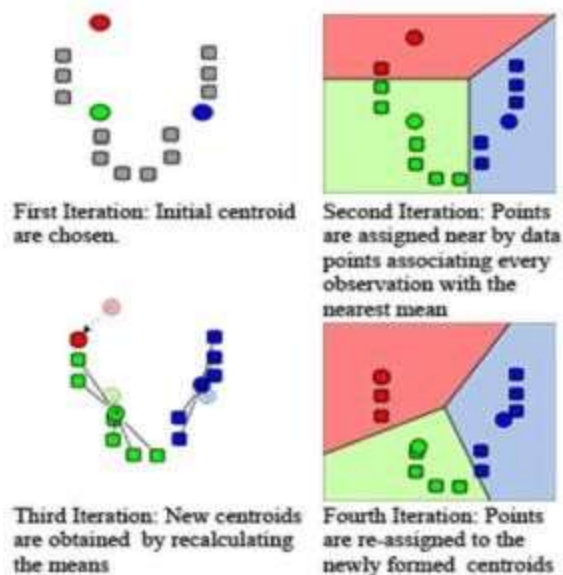 First Iteration: Initial centroid
are chosen.
Second Iteration: Points
are assigned near by data
points associating every
observation with the
nearest mean
Third Iteration: New centroids
are obtained by recalculating
the means
Fourth Iteration: Points
are re-assigned to the
newly formed centroids